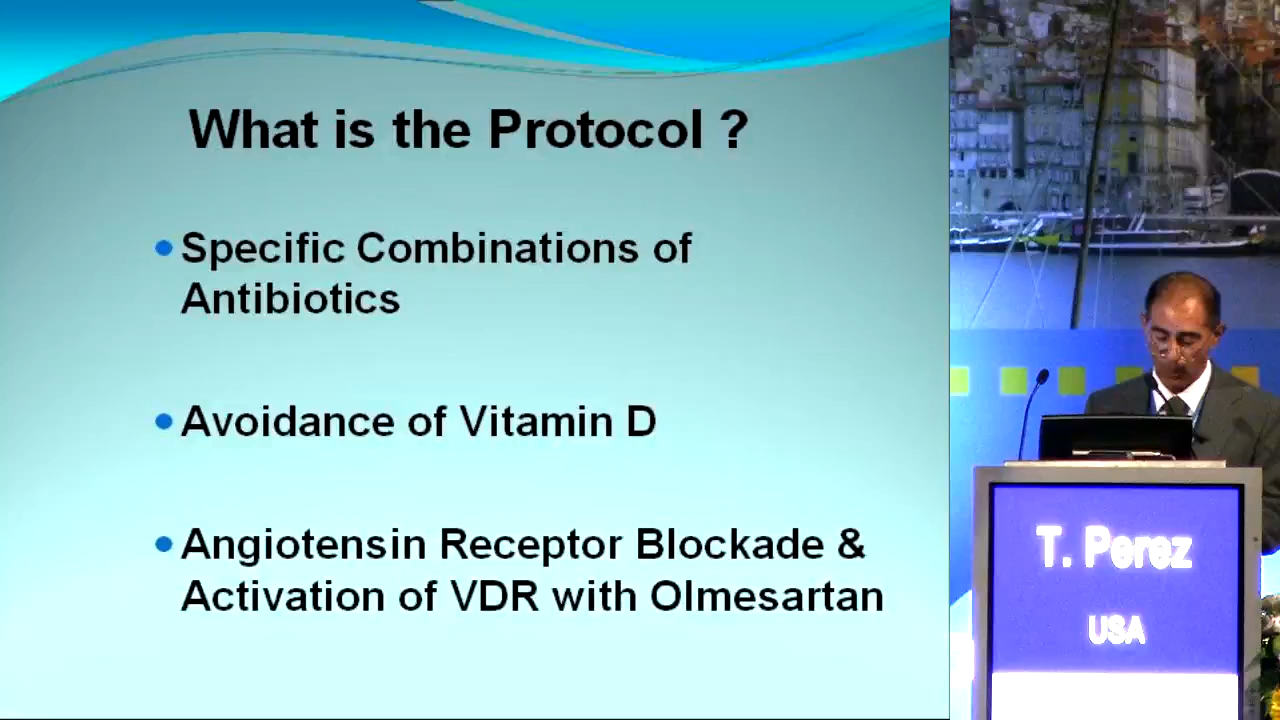 What is the Protocol ?
• Specific Combinations of
Antibiotics
• Avoidance of Vitamin D
• Angiotensin Receptor Blockade &
Activation of VDR with Olmesartan
T. Perez
USA